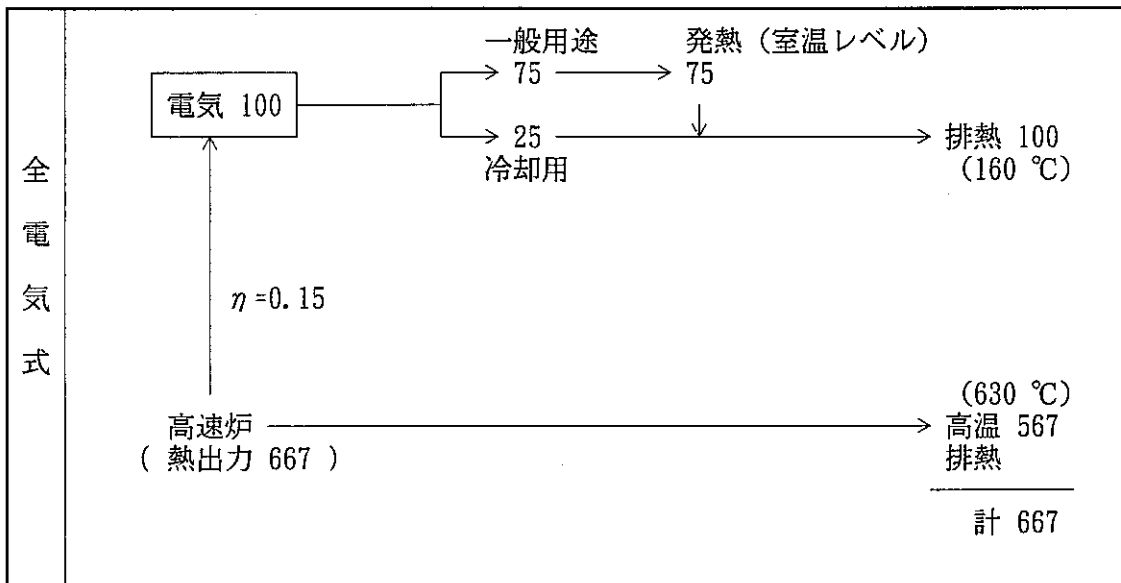 全電気式
一般用途
75
発熱（室温レベル）
75
電気 100
25
冷却用
排熱 100
（160 ℃）
η=0.15
高速炉
（ 熱出力 667 ）
（630 ℃）
高温 567
排熱
計 667